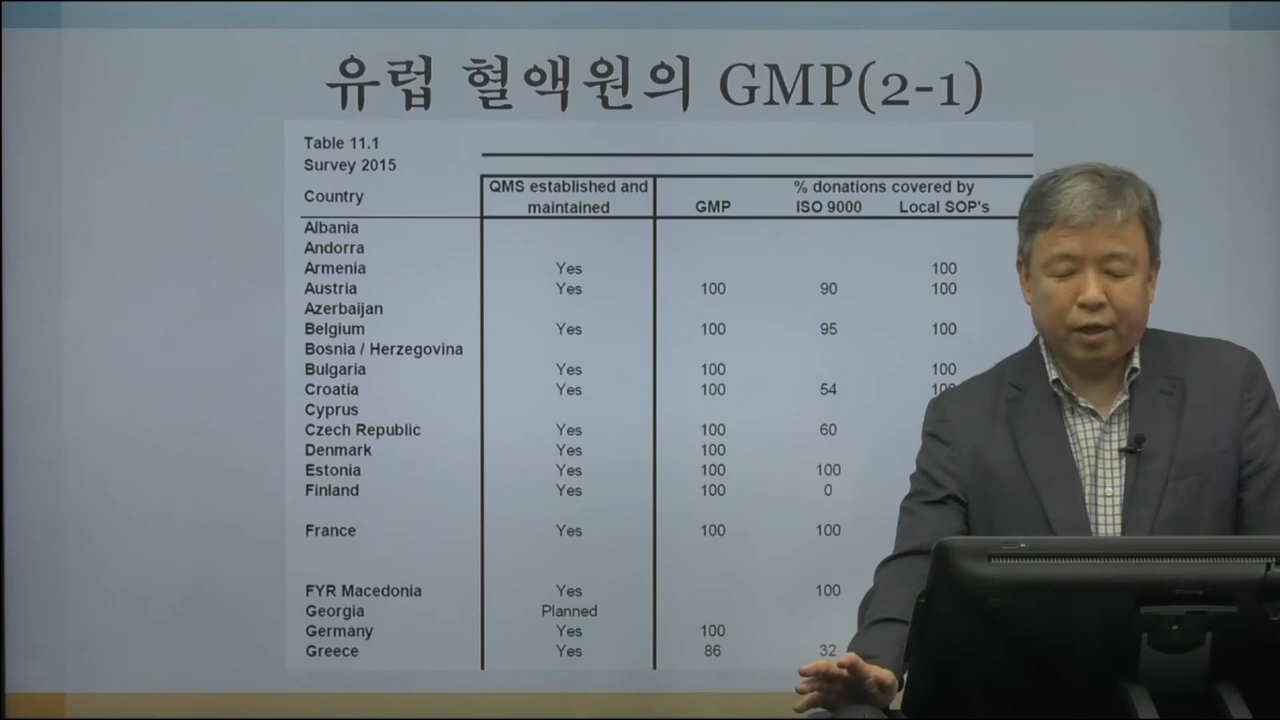 유럽 혈액원의 GMP(2-1)
Table 11.1
Survey 2015
Country QMS established and maintained GMP % donations covered by ISO 9000 Local SOP's
Albania
Andorra
Armenia Yes 100
Austria Yes 100 90 100
Azerbaijan
Belgium Yes 100 95 100
Bosnia / Herzegovina
Bulgaria Yes 100 100
Croatia Yes 100 54 100
Cyprus
Czech Republic Yes 100 60
Denmark Yes 100
Estonia Yes 100 100
Finland Yes 100 0
France Yes 100 100
FYR Macedonia Yes 100
Georgia Planned
Germany Yes 100
Greece Yes 86 32